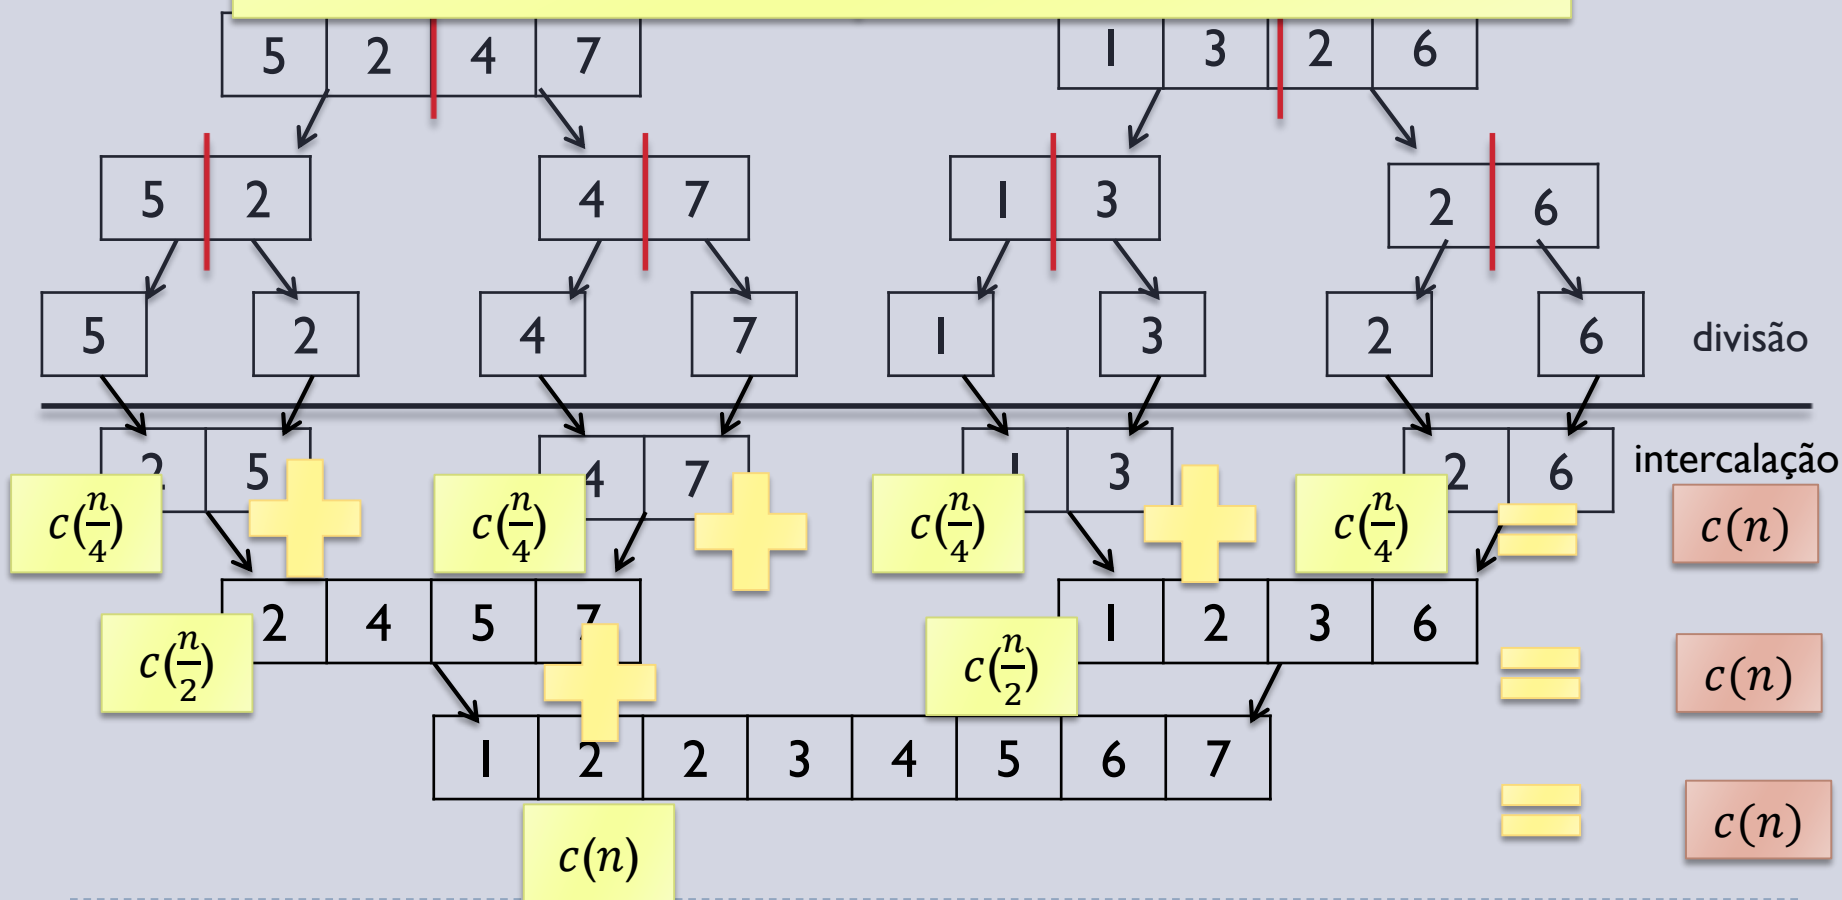 5 2 4 7 1 3 2 6
5 2 4 7 1 3 2 6
5 2 4 7 1 3 2 6 divisão
2 5 4 7 1 3 2 6 intercalação
c(n/4) c(n/4) c(n/4) c(n/4) = c(n)
2 4 5 7 1 2 3 6
c(n/2) c(n/2) = c(n)
1 2 2 3 4 5 6 7
c(n) = c(n)